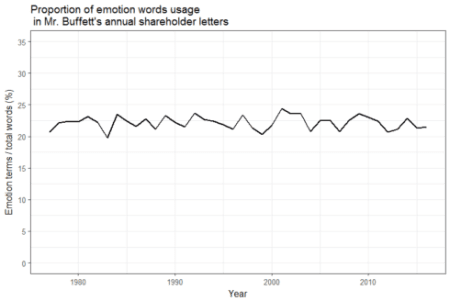 Proportion of emotion words usage
in Mr. Buffett's annual shareholder letters
35
30
25
20
15
10
5
0
Emotion terms / total words (%)
1980 1990 2000 2010
Year